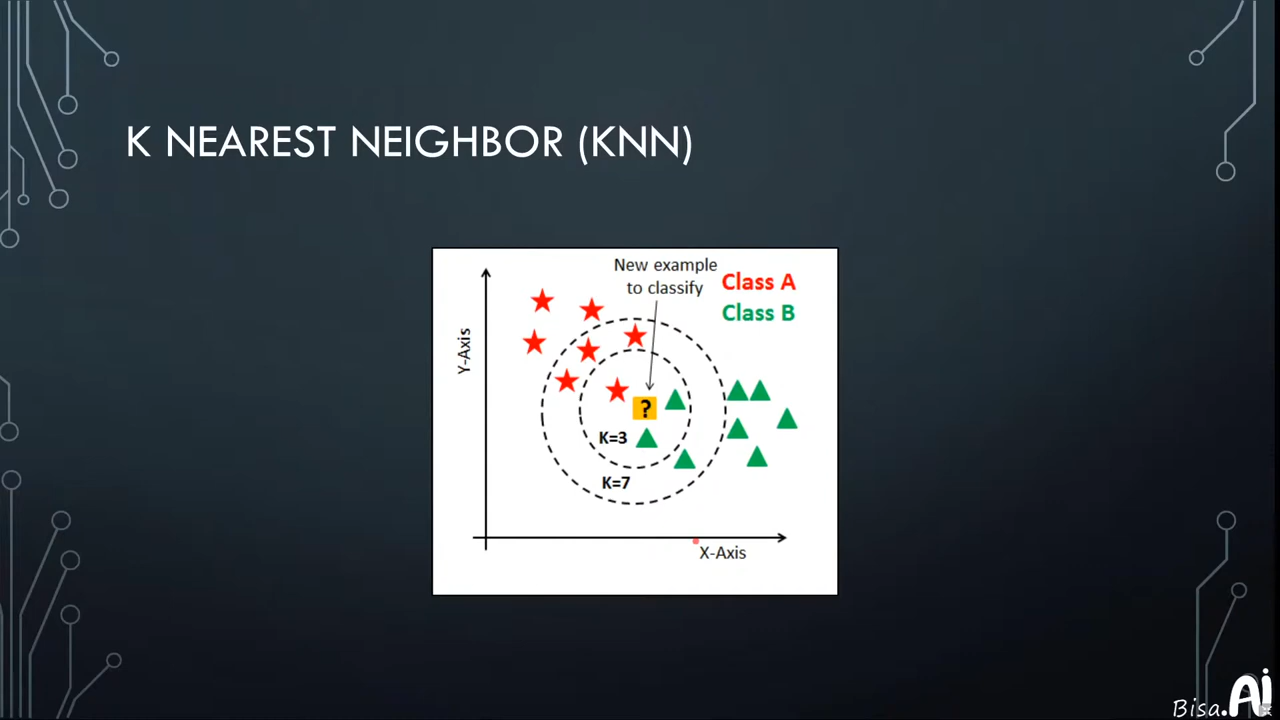 K NEAREST NEIGHBOR (KNN)
New example
to classify
Class A
Class B
Y-Axis
?
K=3
K=7
X-Axis
Bisa.AI